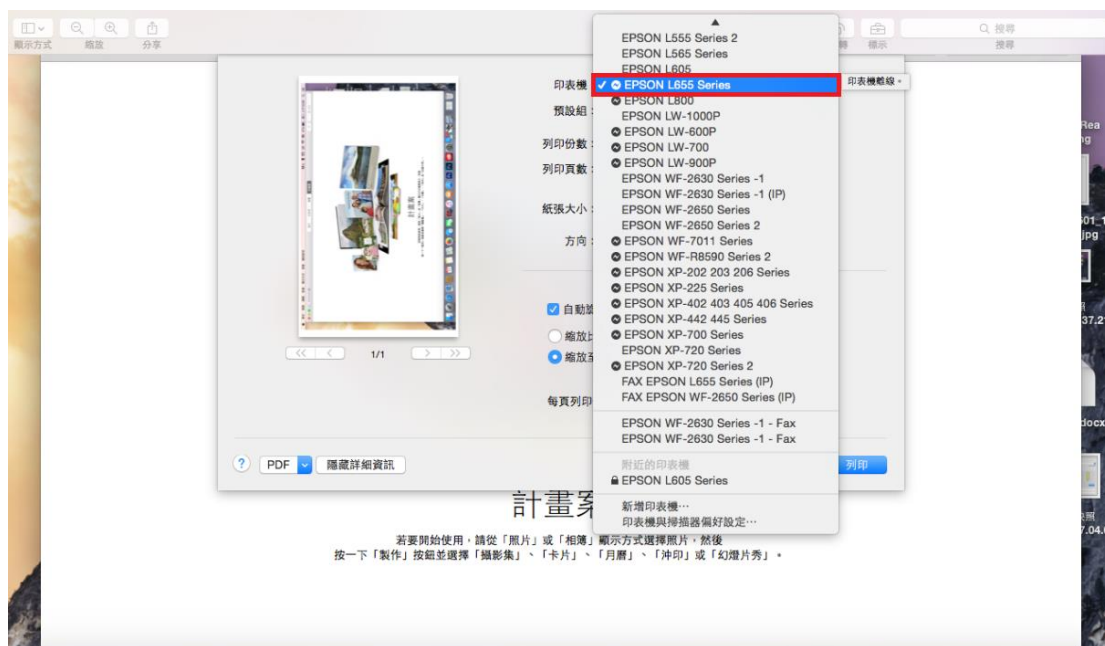 顯示方式
縮放
分享
標示
搜尋
搜尋
印表機
預設組：
列印份數：
列印頁數：
紙張大小：
方向：
EPSON L555 Series 2
EPSON L565 Series
EPSON L605
✓ EPSON L655 Series
EPSON L800
EPSON LW-1000P
EPSON LW-600P
EPSON LW-700
EPSON LW-900P
EPSON WF-2630 Series -1
EPSON WF-2630 Series -1 (IP)
EPSON WF-2650 Series
EPSON WF-2650 Series 2
EPSON WF-7011 Series
EPSON WF-R8590 Series 2
EPSON XP-202 203 206 Series
EPSON XP-225 Series
EPSON XP-402 403 405 406 Series
EPSON XP-442 445 Series
EPSON XP-700 Series
EPSON XP-720 Series
EPSON XP-720 Series 2
FAX EPSON L655 Series (IP)
FAX EPSON WF-2650 Series (IP)
EPSON WF-2630 Series -1 - Fax
EPSON WF-2630 Series -1 - Fax
附近的印表機
EPSON L605 Series
新增印表機…
印表機與掃描器偏好設定…
印表機離線。
計畫案
1/1
自動
縮放
縮放至
每頁列印
? PDF 隱藏詳細資訊
列印
計畫案
若要開始使用，請從「照片」或「相簿」顯示方式選擇照片，然後
按一下「製作」按鈕並選擇「攝影集」、「卡片」、「月曆」、「沖印」或「幻燈片秀」。
jpg
docx